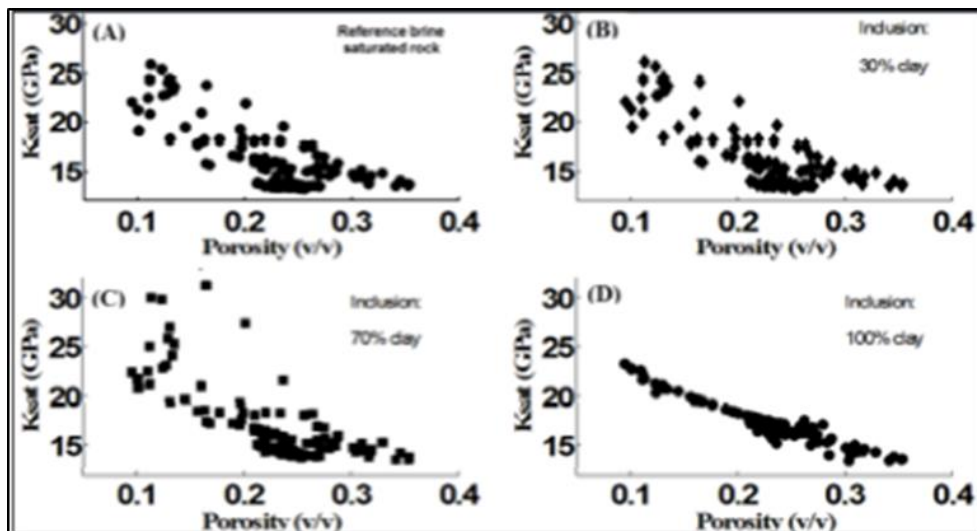 (A)
Reference brine
saturated rock
Ksat (GPa)
30
25
20
15
0.1 0.2 0.3 0.4
Porosity (v/v)
(B)
Inclusion:
30% clay
Ksat (GPa)
30
25
20
15
0.1 0.2 0.3 0.4
Porosity (v/v)
(C)
Inclusion:
70% clay
Ksat (GPa)
30
25
20
15
0.1 0.2 0.3 0.4
Porosity (v/v)
(D)
Inclusion:
100% clay
Ksat (GPa)
30
25
20
15
0.1 0.2 0.3 0.4
Porosity (v/v)